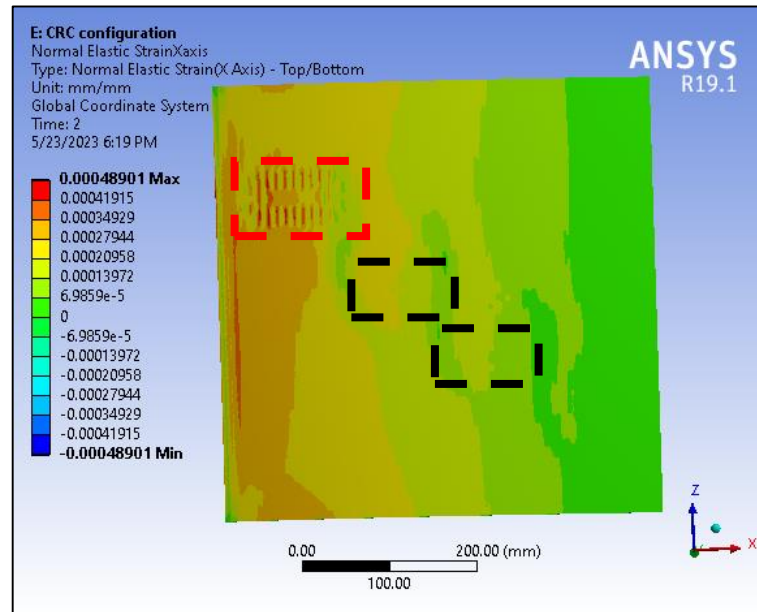 E: CRC configuration
Normal Elastic StrainXaxis
Type: Normal Elastic Strain(X Axis) - Top/Bottom
Unit: mm/mm
Global Coordinate System
Time: 2
5/23/2023 6:19 PM
ANSYS
R19.1
0.00048901 Max
0.00041915
0.00034929
0.00027944
0.00020958
0.00013972
6.9859e-5
0
-6.9859e-5
-0.00013972
-0.00020958
-0.00027944
-0.00034929
-0.00041915
-0.00048901 Min
Z
X
0.00 200.00 (mm)
100.00